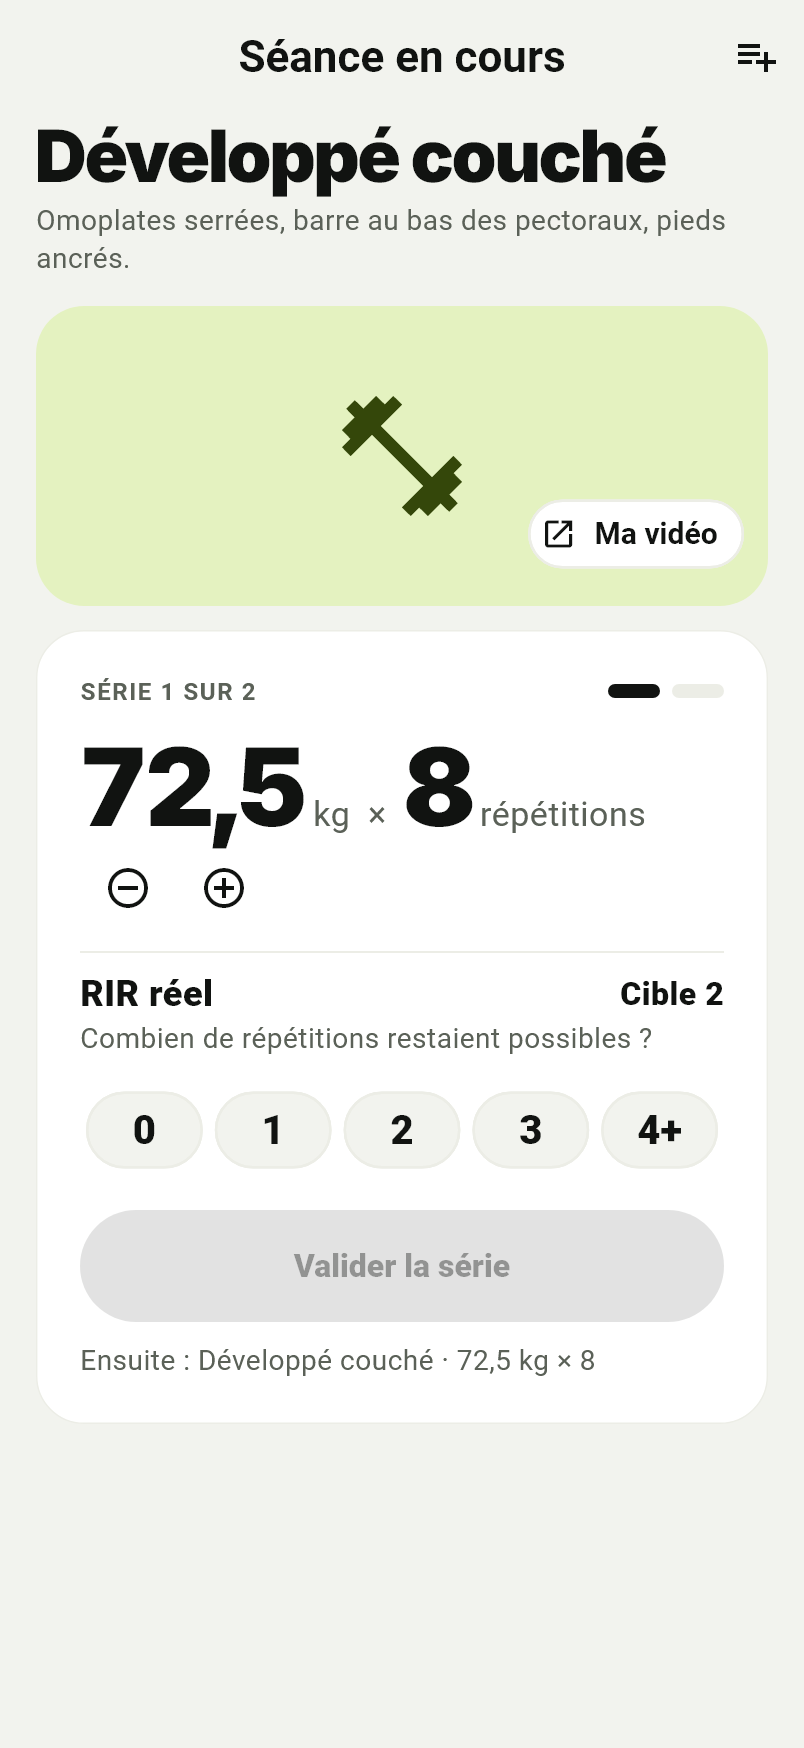 Séance en cours
Développé couché
Omoplates serrées, barre au bas des pectoraux, pieds
ancrés.
Ma vidéo
SÉRIE 1 SUR 2
72,5 kg × 8 répétitions
RIR réel
Cible 2
Combien de répétitions restaient possibles ?
0 1 2 3 4+
Valider la série
Ensuite : Développé couché · 72,5 kg × 8